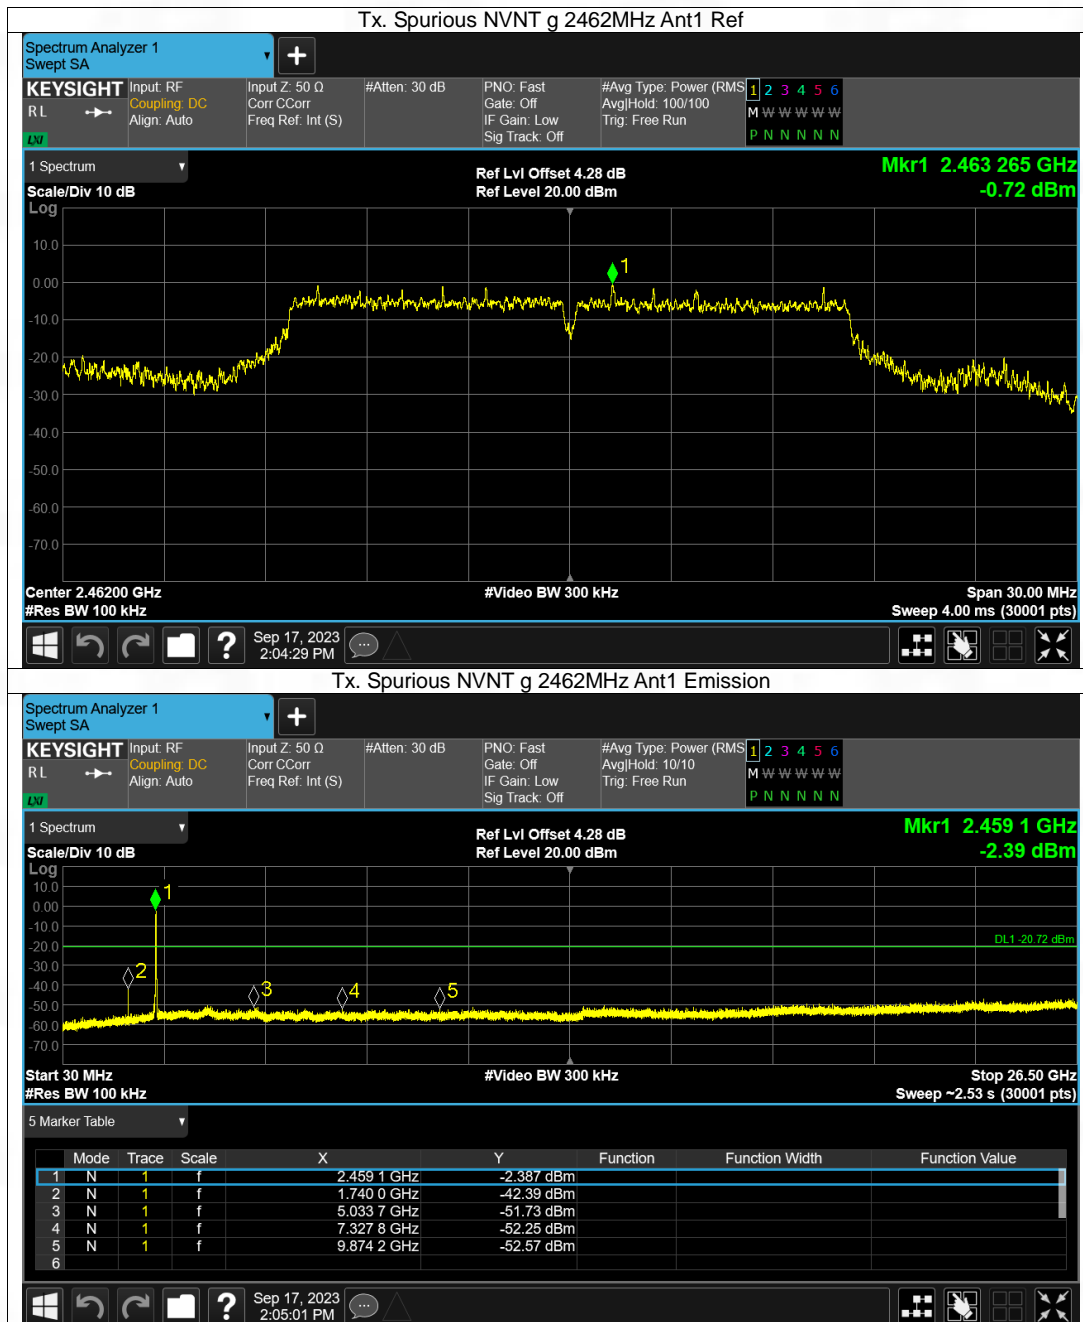 Tx. Spurious NVNT g 2462MHz Ant1 Ref
Spectrum Analyzer 1
Swept SA
KEYSIGHT
RL
LXI
Input: RF
Coupling: DC
Align: Auto
Input Z: 50 Ω
Corr CCorr
Freq Ref: Int (S)
#Atten: 30 dB
PNO: Fast
Gate: Off
IF Gain: Low
Sig Track: Off
#Avg Type: Power (RMS
Avg|Hold: 100/100
Trig: Free Run
1 2 3 4 5 6
M W W W W W
P N N N N N
1 Spectrum
Scale/Div 10 dB
Log
Ref Lvl Offset 4.28 dB
Ref Level 20.00 dBm
Mkr1 2.463 265 GHz
-0.72 dBm
1
10.0
0.00
-10.0
-20.0
-30.0
-40.0
-50.0
-60.0
-70.0
Center 2.46200 GHz
#Res BW 100 kHz
#Video BW 300 kHz
Span 30.00 MHz
Sweep 4.00 ms (30001 pts)
?
Sep 17, 2023
2:04:29 PM
Tx. Spurious NVNT g 2462MHz Ant1 Emission
Spectrum Analyzer 1
Swept SA
KEYSIGHT
RL
LXI
Input: RF
Coupling: DC
Align: Auto
Input Z: 50 Ω
Corr CCorr
Freq Ref: Int (S)
#Atten: 30 dB
PNO: Fast
Gate: Off
IF Gain: Low
Sig Track: Off
#Avg Type: Power (RMS
Avg|Hold: 10/10
Trig: Free Run
1 2 3 4 5 6
M W W W W W
P N N N N N
1 Spectrum
Scale/Div 10 dB
Log
Ref Lvl Offset 4.28 dB
Ref Level 20.00 dBm
Mkr1 2.459 1 GHz
-2.39 dBm
10.0
0.00
-10.0
-20.0
-30.0
-40.0
-50.0
-60.0
-70.0
1
2
3
4
5
DL1 -20.72 dBm
Start 30 MHz
#Res BW 100 kHz
#Video BW 300 kHz
Stop 26.50 GHz
Sweep ~2.53 s (30001 pts)
5 Marker Table
Mode Trace Scale X Y Function Function Width Function Value
1 N 1 f 2.459 1 GHz -2.387 dBm
2 N 1 f 1.740 0 GHz -42.39 dBm
3 N 1 f 5.033 7 GHz -51.73 dBm
4 N 1 f 7.327 8 GHz -52.25 dBm
5 N 1 f 9.874 2 GHz -52.57 dBm
6
?
Sep 17, 2023
2:05:01 PM